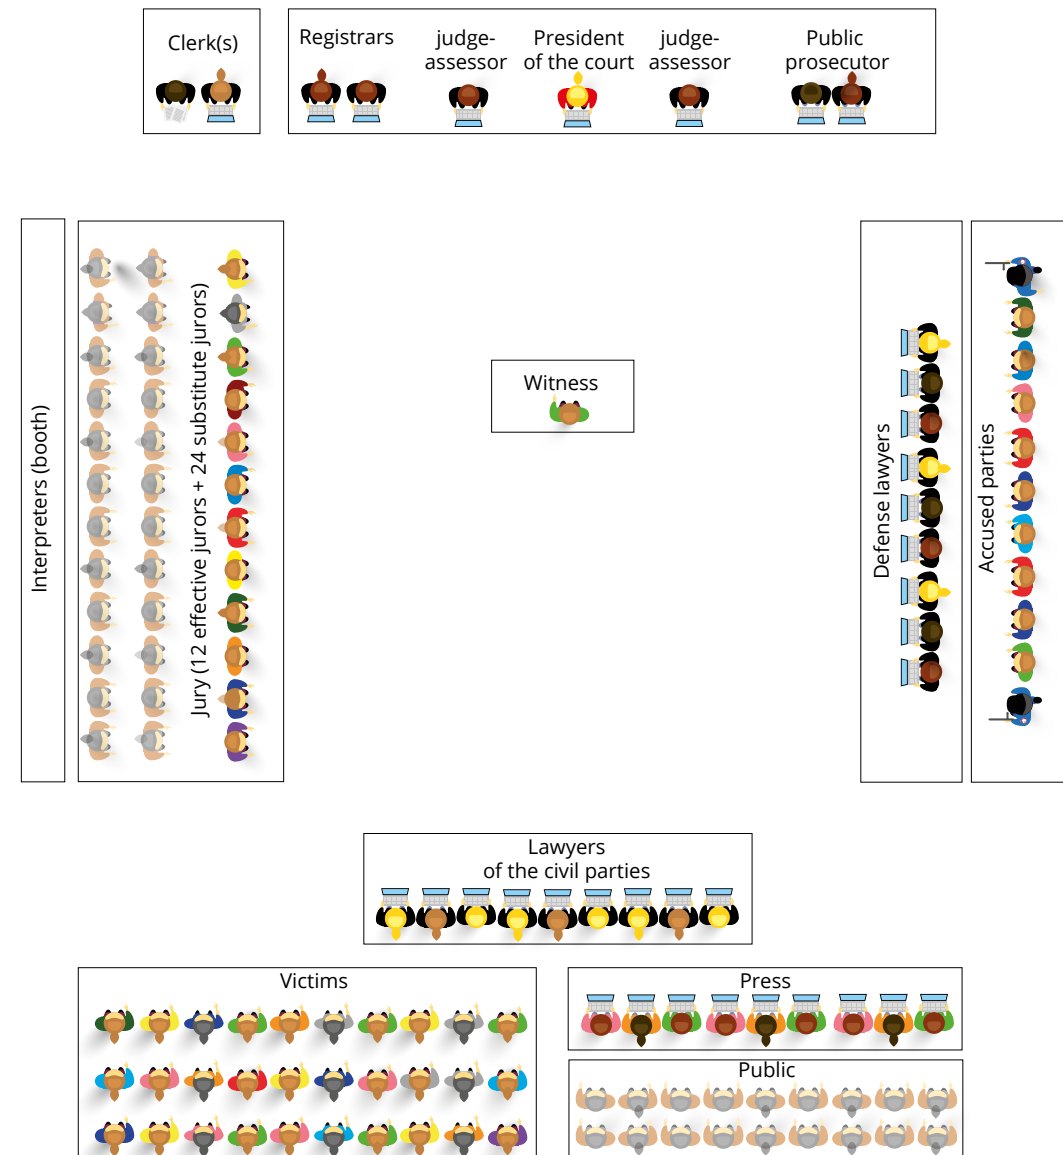 Clerk(s)
Registrars
judge-
assessor
President
of the court
judge-
assessor
Public
prosecutor
Interpreters (booth)
Jury (12 effective jurors + 24 substitute jurors)
Witness
Defense lawyers
Accused parties
Lawyers
of the civil parties
Victims
Press
Public